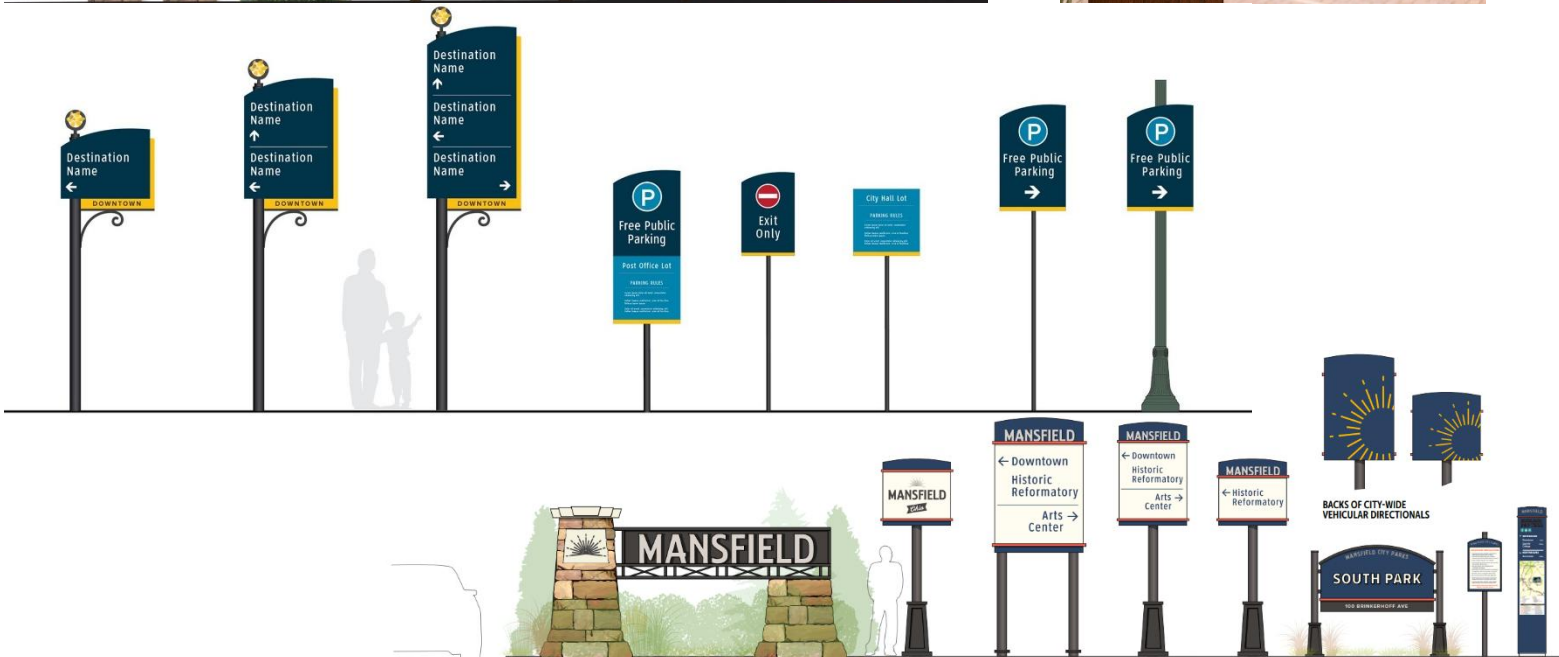 Destination
Name
←
DOWNTOWN
Destination
Name
↑
Destination
Name
←
DOWNTOWN
Destination
Name
↑
Destination
Name
←
Destination
Name
→
DOWNTOWN
P
Free Public
Parking
Post Office Lot
PARKING RULES
Exit
Only
City Hall Lot
PARKING RULES
P
Free Public
Parking
→
P
Free Public
Parking
→
MANSFIELD
MANSFIELD
Ohio
MANSFIELD
← Downtown
Historic
Reformatory
Arts →
Center
MANSFIELD
← Downtown
Historic
Reformatory
Arts →
Center
MANSFIELD
← Historic
Reformatory
BACKS OF CITY-WIDE
VEHICULAR DIRECTIONALS
MANSFIELD CITY PARKS
SOUTH PARK
106 BRINKERHOFF AVE
MANSFIELD